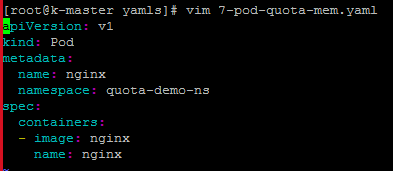 [root@k-master yamls]# vim 7-pod-quota-mem.yaml
apiVersion: v1
kind: Pod
metadata:
  name: nginx
  namespace: quota-demo-ns
spec:
  containers:
  - image: nginx
    name: nginx
~